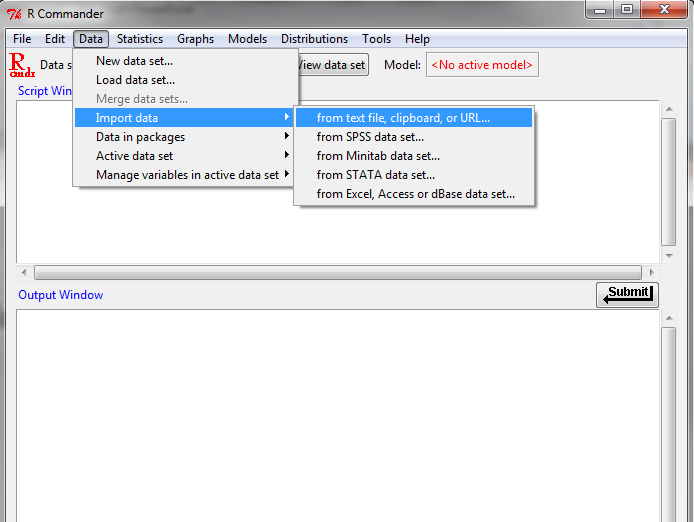 R Commander
File Edit Data Statistics Graphs Models Distributions Tools Help
R cmdr Data s View data set Model: <No active model>
New data set...
Load data set...
Merge data sets...
Import data
Data in packages
Active data set
Manage variables in active data set
from text file, clipboard, or URL...
from SPSS data set...
from Minitab data set...
from STATA data set...
from Excel, Access or dBase data set...
Script Win
Output Window
Submit